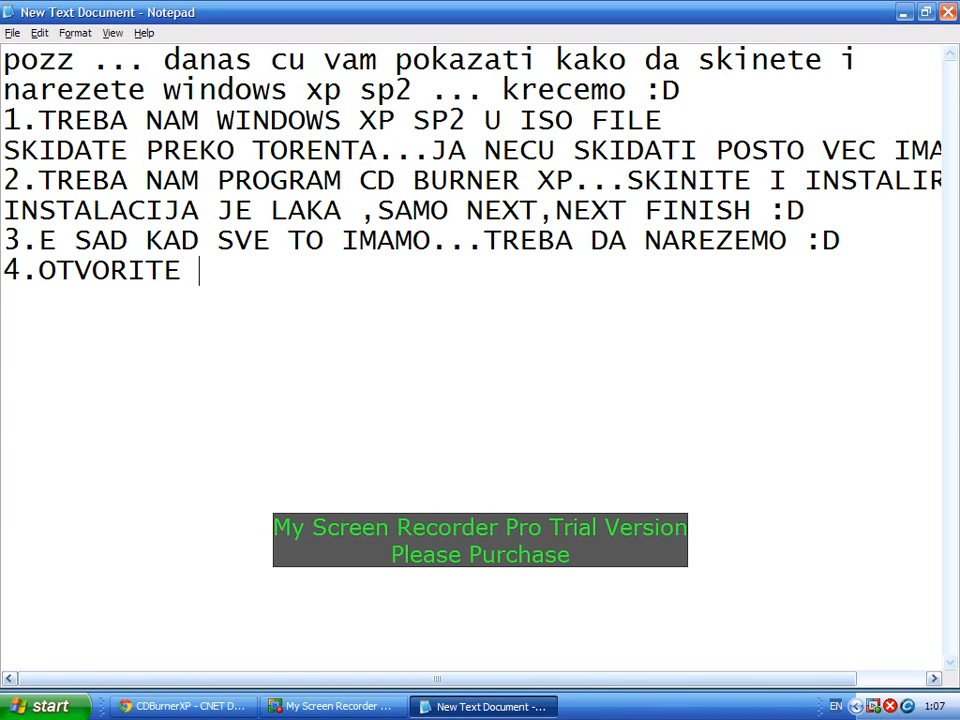 New Text Document - Notepad
File Edit Format View Help
pozz ... danas cu vam pokazati kako da skinete i
narezete windows xp sp2 ... krecemo :D
1.TREBA NAM WINDOWS XP SP2 U ISO FILE
SKIDATE PREKO TORENTA...JA NECU SKIDATI POSTO VEC IMA
2.TREBA NAM PROGRAM CD BURNER XP...SKINITE I INSTALIR
INSTALACIJA JE LAKA ,SAMO NEXT,NEXT FINISH :D
3.E SAD KAD SVE TO IMAMO...TREBA DA NAREZEMO :D
4.OTVORITE
My Screen Recorder Pro Trial Version
Please Purchase
start CDBurnerXP - CNET D... My Screen Recorder ... New Text Document -... EN 1:07